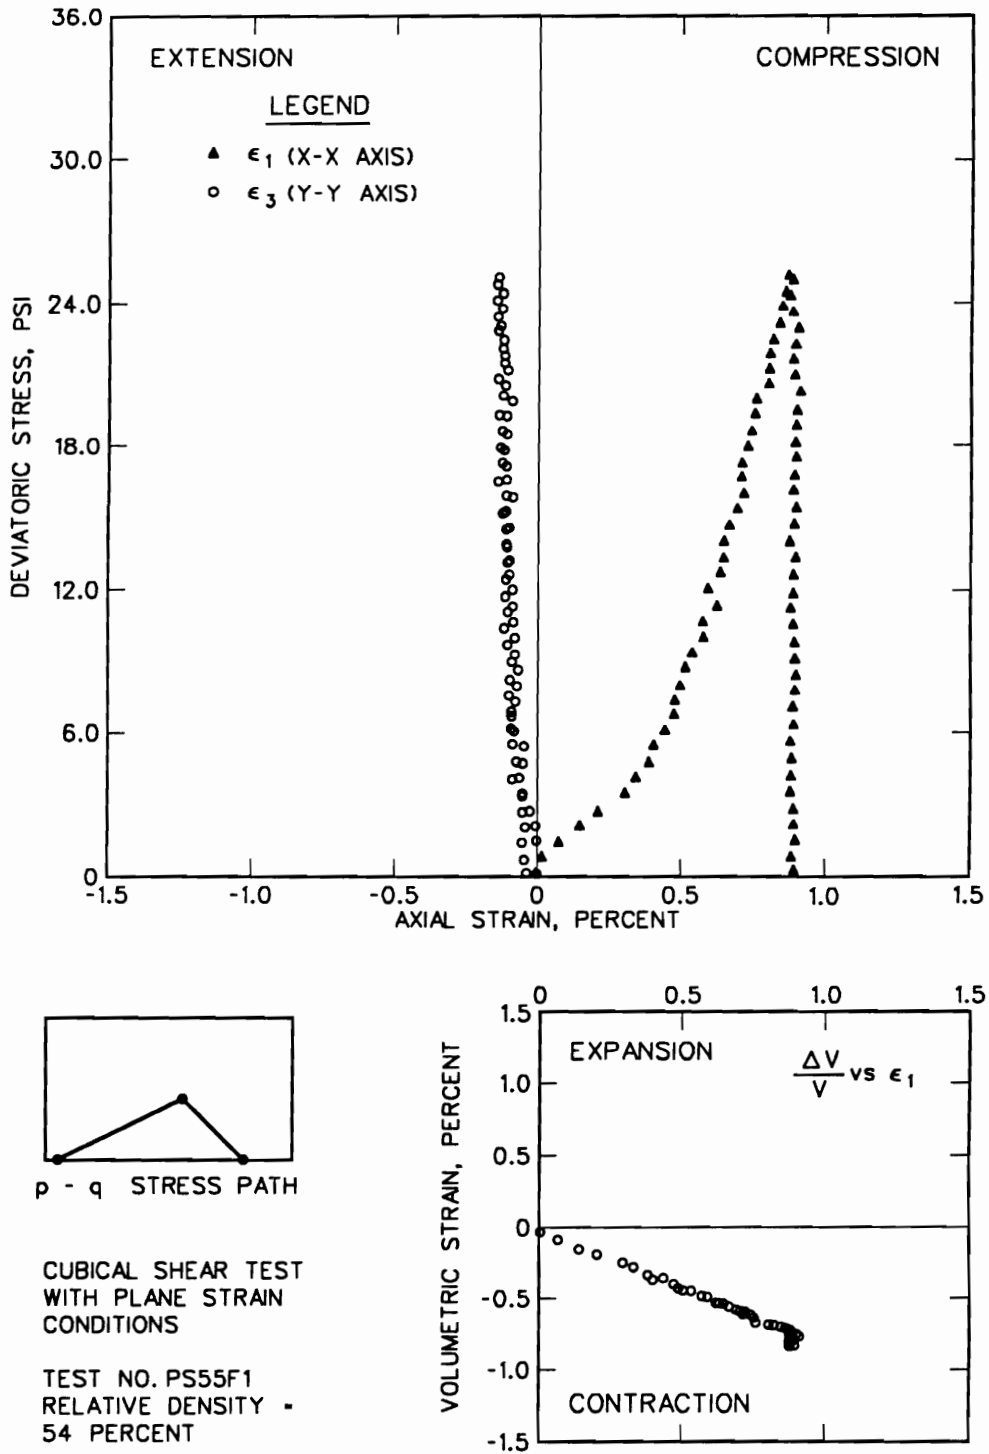 36.0
EXTENSION
COMPRESSION
LEGEND
▲ ϵ1 (X-X AXIS)
○ ϵ3 (Y-Y AXIS)
30.0
24.0
18.0
12.0
6.0
0
DEVIATORIC STRESS, PSI
-1.5 -1.0 -0.5 0 0.5 1.0 1.5
AXIAL STRAIN, PERCENT
p - q STRESS PATH
CUBICAL SHEAR TEST
WITH PLANE STRAIN
CONDITIONS
TEST NO. PS55F1
RELATIVE DENSITY =
54 PERCENT
0 0.5 1.0 1.5
1.5
EXPANSION
ΔV/V vs ϵ1
1.0
0.5
0
-0.5
-1.0
CONTRACTION
-1.5
VOLUMETRIC STRAIN, PERCENT